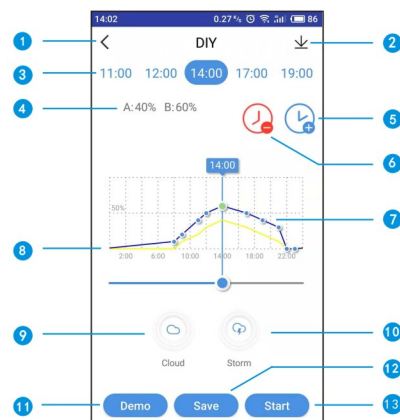 14:02 0.27 K/s 86
1 DIY 2
3 11:00 12:00 14:00 17:00 19:00
4 A:40% B:60% 5
6
14:00
50% 7
8
2:00 6:00 10:00 14:00 18:00 22:00
9 10
Cloud Storm
12
11 Demo Save Start 13